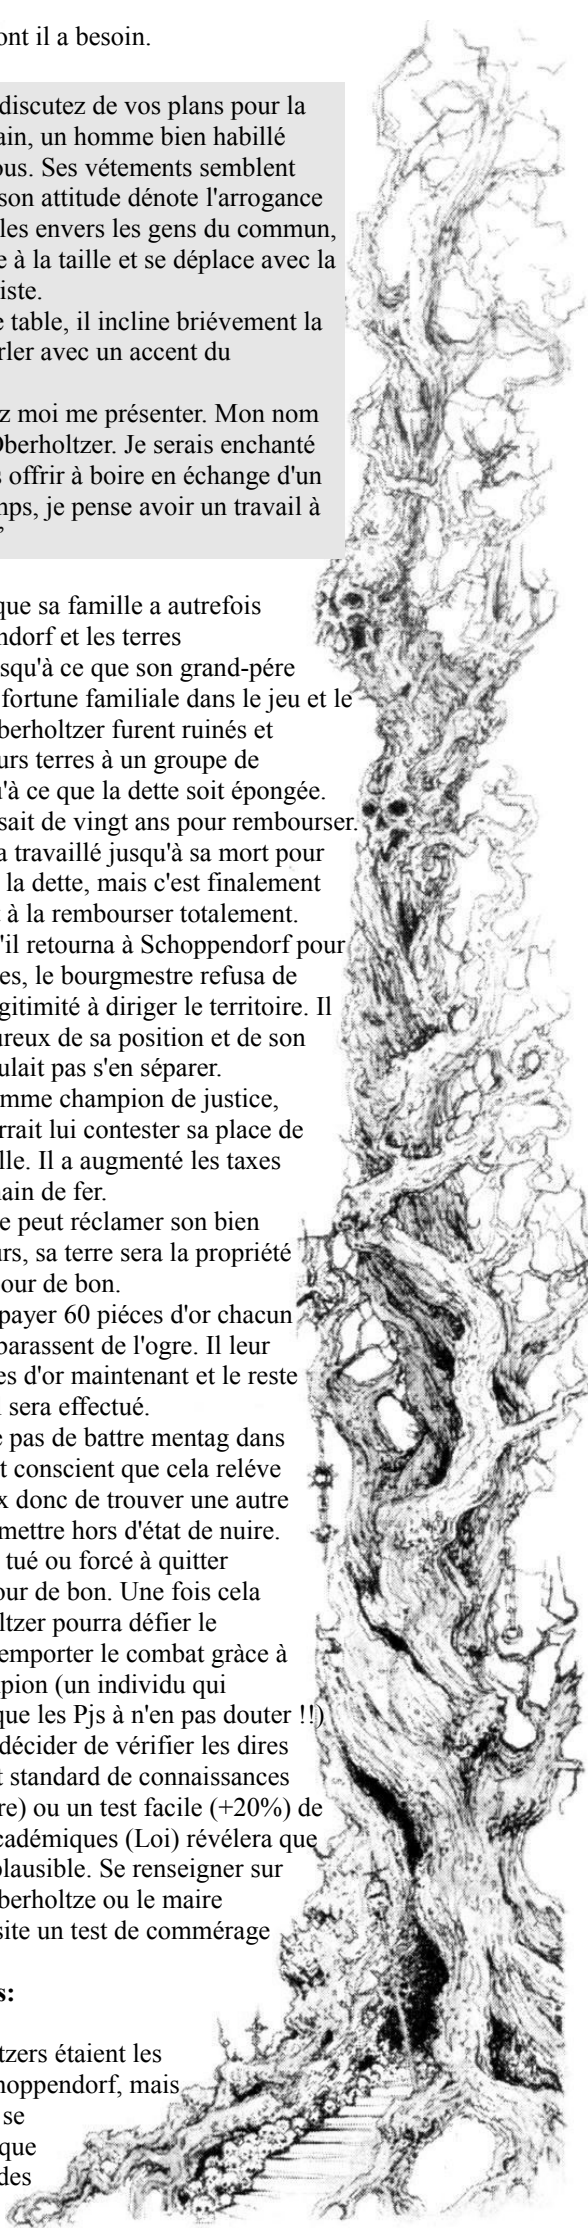 ont il a besoin.
discutez de vos plans pour la
ain, un homme bien habillé
ous. Ses vétements semblent
son attitude dénote l'arrogance
les envers les gens du commun,
e à la taille et se déplace avec la
iste.
e table, il incline briévement la
rler avec un accent du
z moi me présenter. Mon nom
Oberholtzer. Je serais enchanté
s offrir à boire en échange d'un
mps, je pense avoir un travail à
”
que sa famille a autrefois
ndorf et les terres
squ'à ce que son grand-pére
fortune familiale dans le jeu et le
berholtzer furent ruinés et
urs terres à un groupe de
u'à ce que la dette soit épongée.
sait de vingt ans pour rembourser.
a travaillé jusqu'à sa mort pour
la dette, mais c'est finalement
t à la rembourser totalement.
'il retourna à Schoppendorf pour
es, le bourgmestre refusa de
gitimité à diriger le territoire. Il
ureux de sa position et de son
ulait pas s'en séparer.
mme champion de justice,
rrait lui contester sa place de
lle. Il a augmenté les taxes
nain de fer.
e peut réclamer son bien
urs, sa terre sera la propriété
our de bon.
payer 60 piéces d'or chacun
parassent de l'ogre. Il leur
es d'or maintenant et le reste
l sera effectué.
e pas de battre mentag dans
t conscient que cela reléve
x donc de trouver une autre
mettre hors d'état de nuire.
tué ou forcé à quitter
our de bon. Une fois cela
ltzer pourra défier le
emporter le combat gràce à
pion (un individu qui
que les Pjs à n'en pas douter !!)
décider de vérifier les dires
t standard de connaissances
re) ou un test facile (+20%) de
cadémiques (Loi) révélera que
plausible. Se renseigner sur
berholtze ou le maire
site un test de commérage
s:
tzers étaient les
hoppendorf, mais
se
que
des